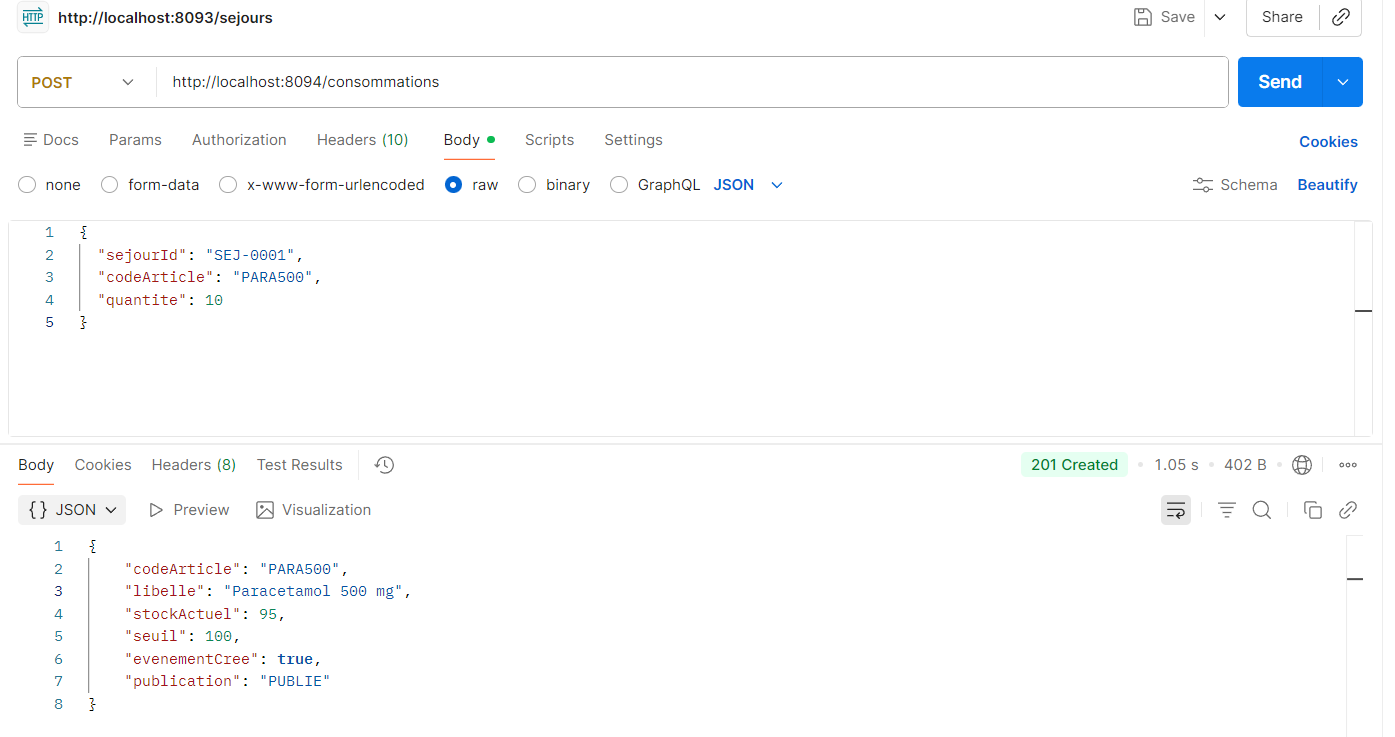 HTTP http://localhost:8093/sejours Save Share
POST http://localhost:8094/consommations Send
Docs Params Authorization Headers (10) Body Scripts Settings Cookies
none form-data x-www-form-urlencoded raw binary GraphQL JSON Schema Beautify
1 {
2 "sejourId": "SEJ-0001",
3 "codeArticle": "PARA500",
4 "quantite": 10
5 }
Body Cookies Headers (8) Test Results 201 Created • 1.05 s • 402 B •
{} JSON Preview Visualization
1 {
2 "codeArticle": "PARA500",
3 "libelle": "Paracetamol 500 mg",
4 "stockActuel": 95,
5 "seuil": 100,
6 "evenementCree": true,
7 "publication": "PUBLIE"
8 }